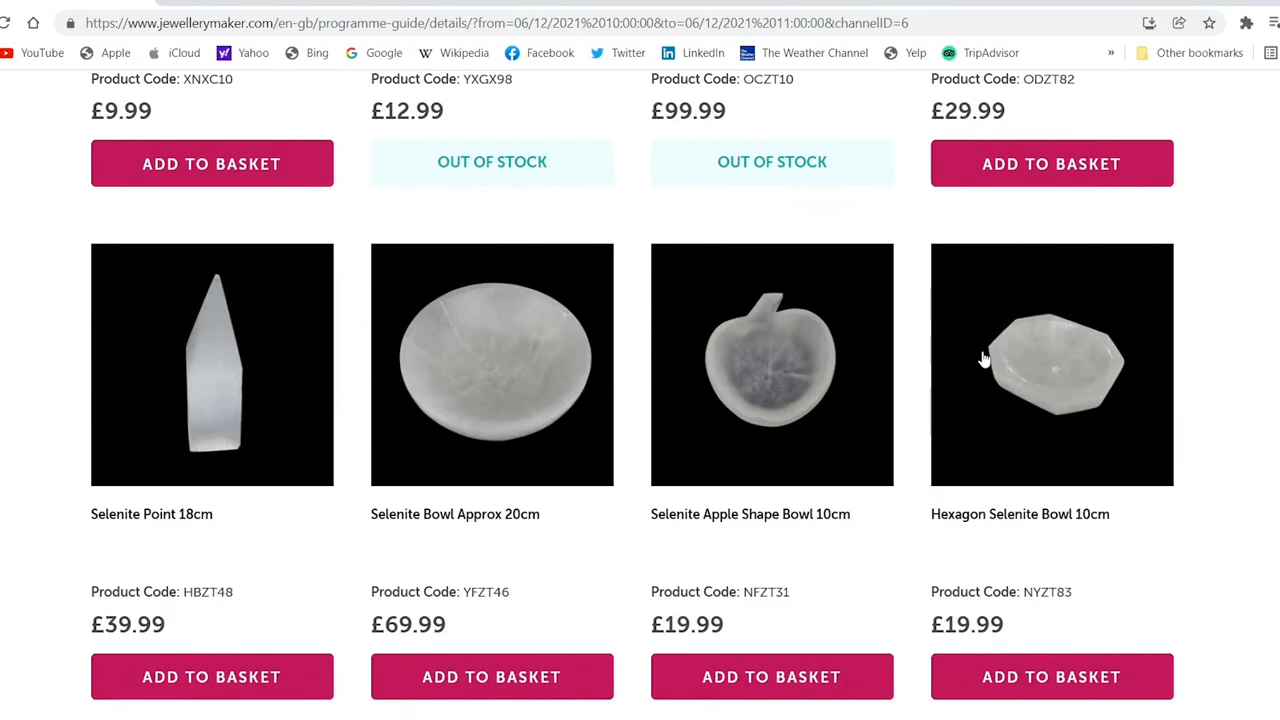 https://www.jewellerymaker.com/en-gb/programme-guide/details/?from=06/12/2021%2010:00:00&to=06/12/2021%2011:00:00&channelID=6
YouTube Apple iCloud Yahoo Bing Google Wikipedia Facebook Twitter LinkedIn The Weather Channel Yelp TripAdvisor » Other bookmarks
Product Code: XNXC10 Product Code: YXGX98 Product Code: OCZT10 Product Code: ODZT82
£9.99 £12.99 £99.99 £29.99
ADD TO BASKET OUT OF STOCK OUT OF STOCK ADD TO BASKET
Selenite Point 18cm Selenite Bowl Approx 20cm Selenite Apple Shape Bowl 10cm Hexagon Selenite Bowl 10cm
Product Code: HBZT48 Product Code: YFZT46 Product Code: NFZT31 Product Code: NYZT83
£39.99 £69.99 £19.99 £19.99
ADD TO BASKET ADD TO BASKET ADD TO BASKET ADD TO BASKET